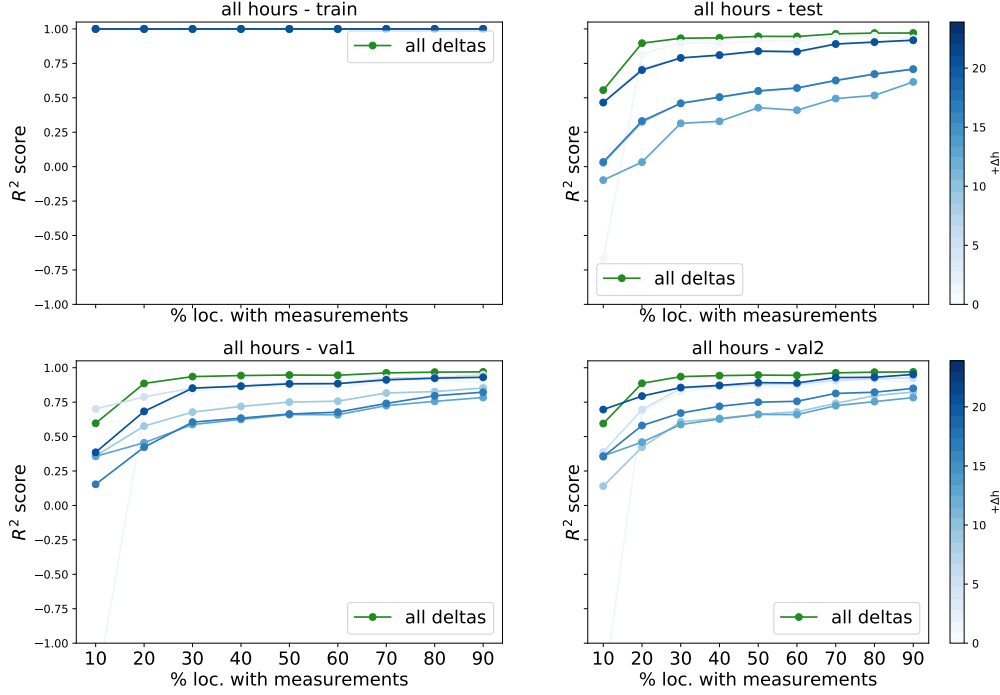 all hours - train
1.00
0.75
0.50
0.25
0.00
−0.25
−0.50
−0.75
−1.00
R² score
all deltas
% loc. with measurements
all hours - test
R² score
all deltas
% loc. with measurements
20
15
10
5
0
+Δh
all hours - val1
1.00
0.75
0.50
0.25
0.00
−0.25
−0.50
−0.75
−1.00
R² score
all deltas
10 20 30 40 50 60 70 80 90
% loc. with measurements
all hours - val2
R² score
all deltas
10 20 30 40 50 60 70 80 90
% loc. with measurements
20
15
10
5
0
+Δh